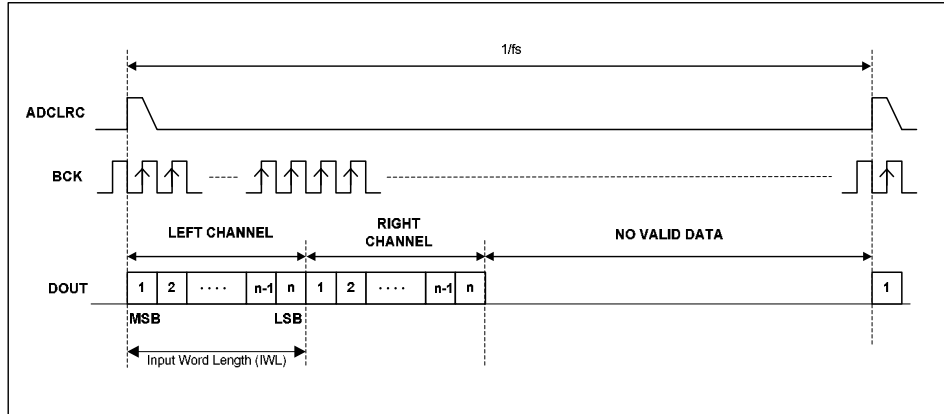 1/fs
ADCLRC
BCK
LEFT CHANNEL
RIGHT
CHANNEL
NO VALID DATA
DOUT
1 2 · · · · n-1 n 1 2 · · · · n-1 n 1
MSB LSB
Input Word Length (IWL)